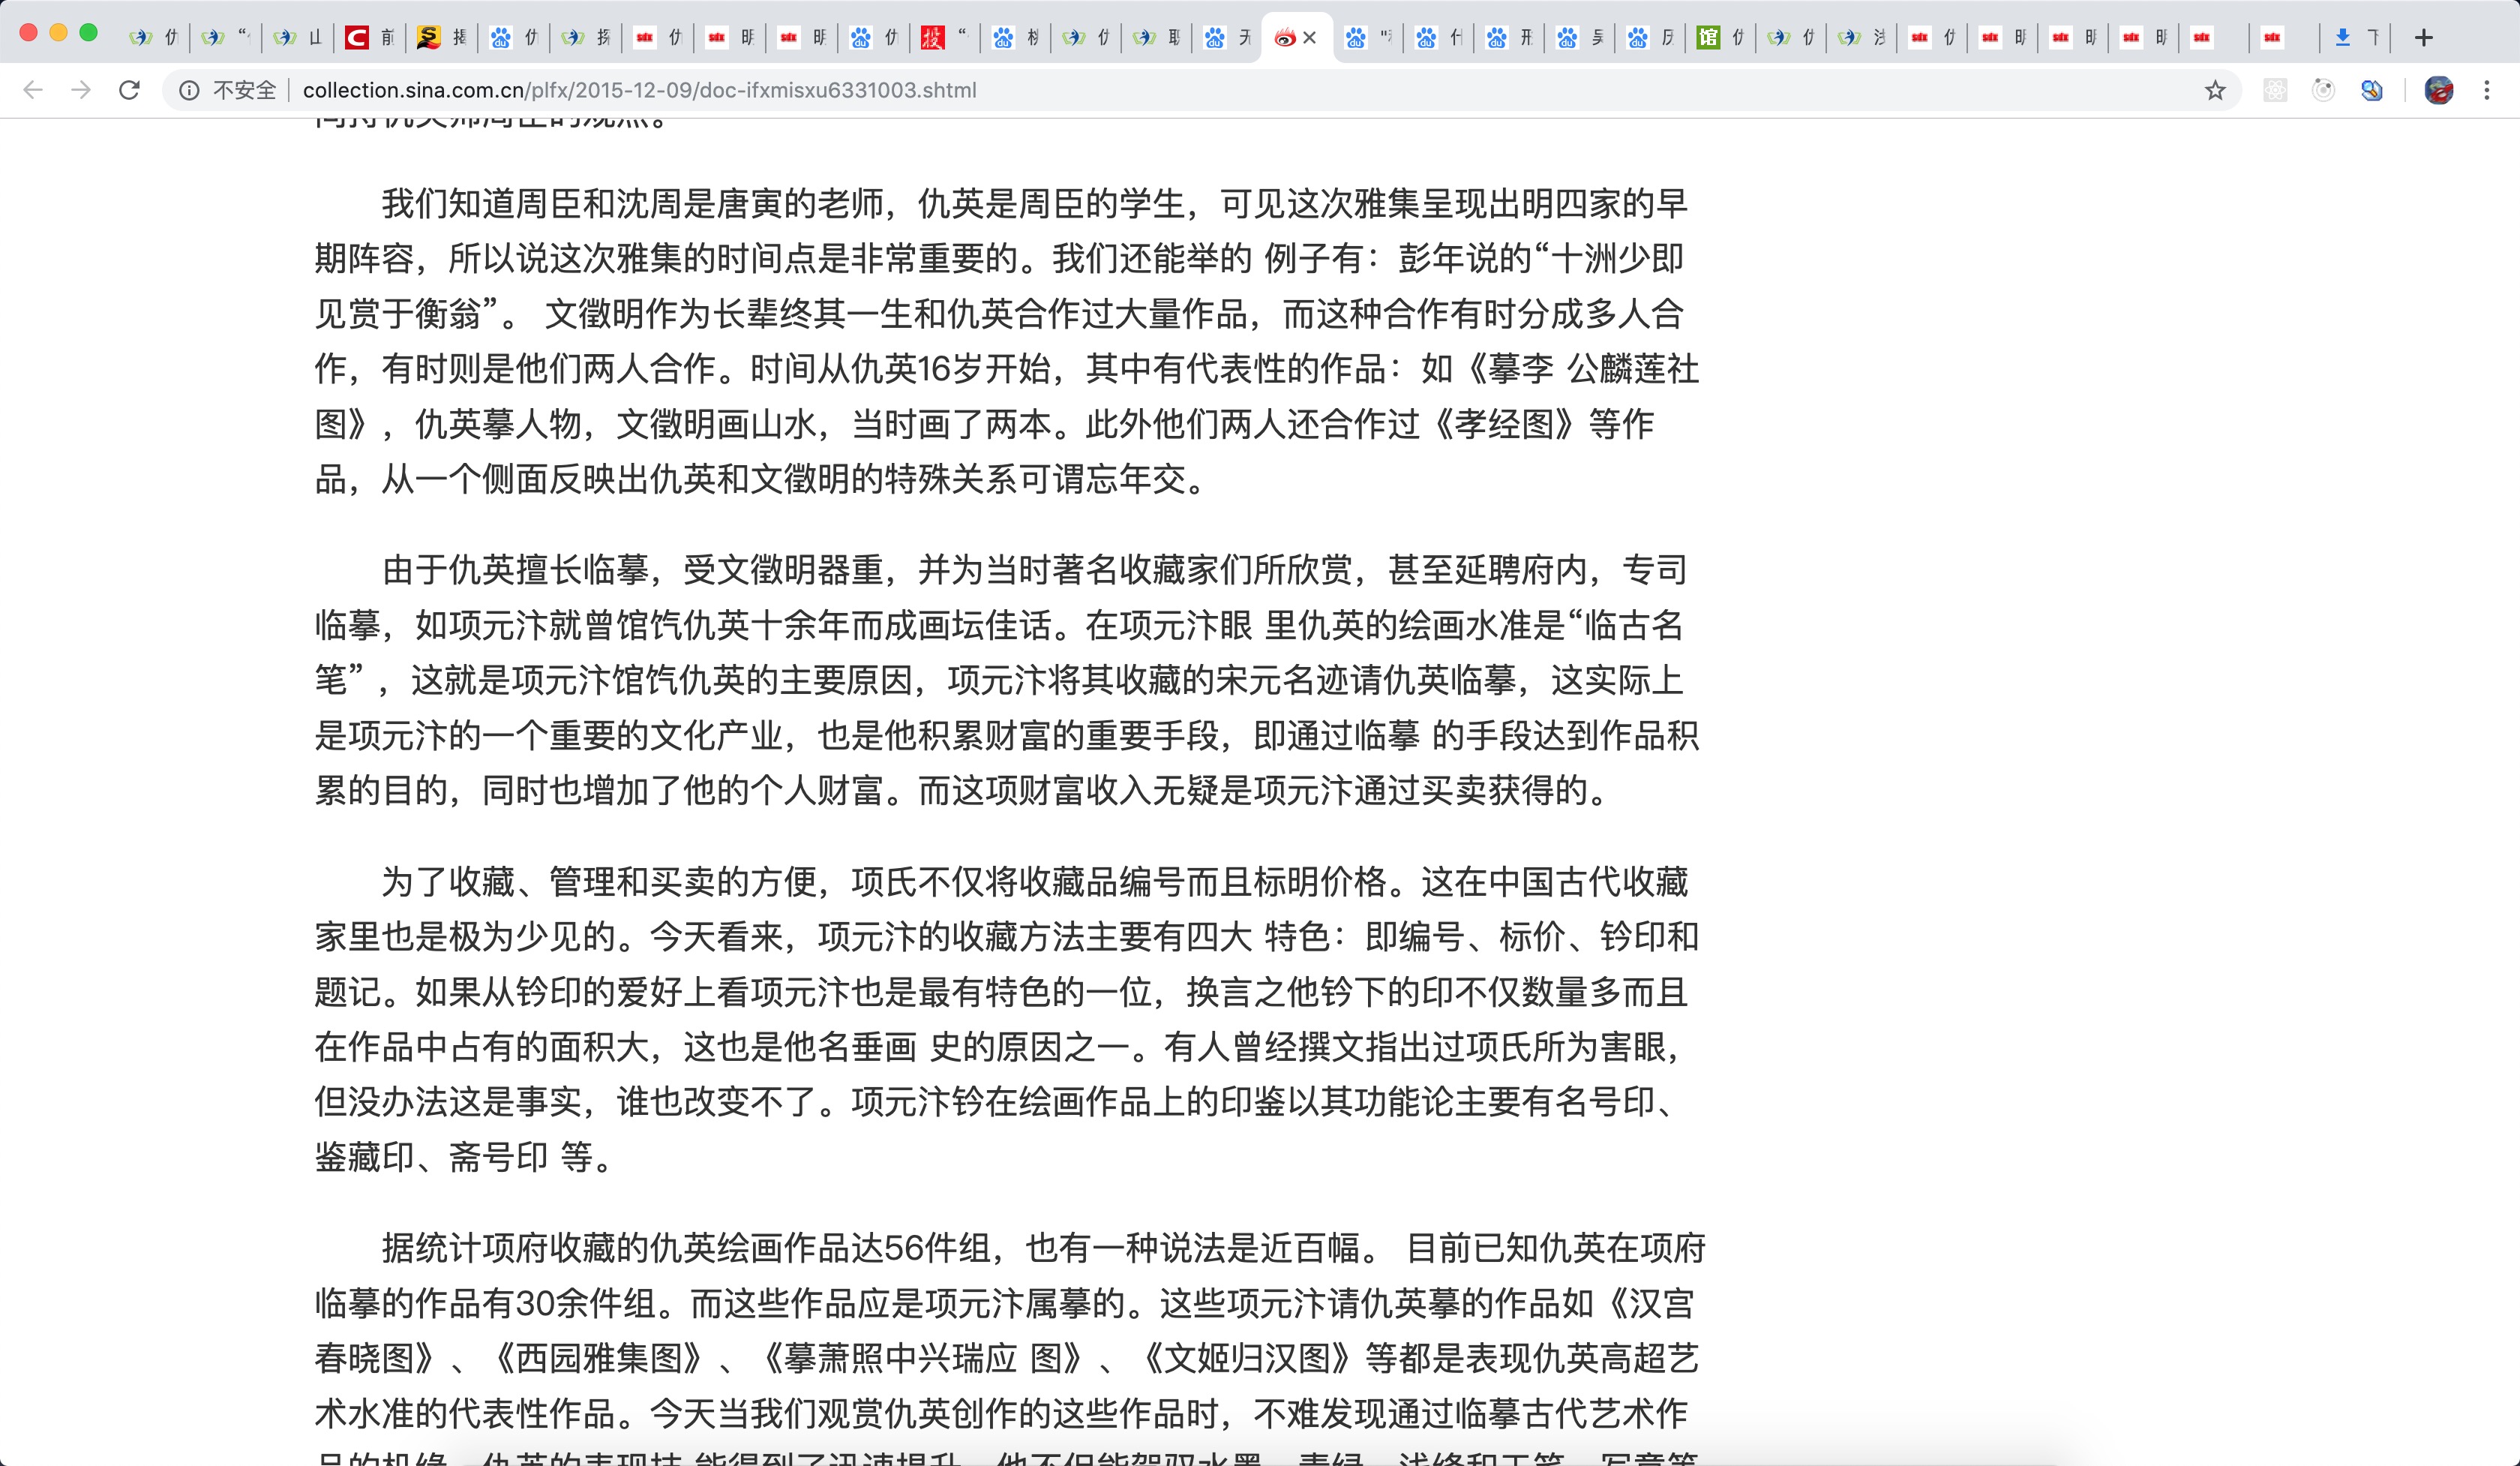 不安全 collection.sina.com.cn/plfx/2015-12-09/doc-ifxmisxu6331003.shtml
我们知道周臣和沈周是唐寅的老师，仇英是周臣的学生，可见这次雅集呈现出明四家的早
期阵容，所以说这次雅集的时间点是非常重要的。我们还能举的 例子有：彭年说的“十洲少即
见赏于衡翁”。 文徵明作为长辈终其一生和仇英合作过大量作品，而这种合作有时分成多人合
作，有时则是他们两人合作。时间从仇英16岁开始，其中有代表性的作品：如《摹李 公麟莲社
图》，仇英摹人物，文徵明画山水，当时画了两本。此外他们两人还合作过《孝经图》等作
品，从一个侧面反映出仇英和文徵明的特殊关系可谓忘年交。
由于仇英擅长临摹，受文徵明器重，并为当时著名收藏家们所欣赏，甚至延聘府内，专司
临摹，如项元汴就曾馆饩仇英十余年而成画坛佳话。在项元汴眼 里仇英的绘画水准是“临古名
笔” ，这就是项元汴馆饩仇英的主要原因，项元汴将其收藏的宋元名迹请仇英临摹，这实际上
是项元汴的一个重要的文化产业，也是他积累财富的重要手段，即通过临摹 的手段达到作品积
累的目的，同时也增加了他的个人财富。而这项财富收入无疑是项元汴通过买卖获得的。
为了收藏、管理和买卖的方便，项氏不仅将收藏品编号而且标明价格。这在中国古代收藏
家里也是极为少见的。今天看来，项元汴的收藏方法主要有四大 特色：即编号、标价、钤印和
题记。如果从钤印的爱好上看项元汴也是最有特色的一位，换言之他钤下的印不仅数量多而且
在作品中占有的面积大，这也是他名垂画 史的原因之一。有人曾经撰文指出过项氏所为害眼，
但没办法这是事实，谁也改变不了。项元汴钤在绘画作品上的印鉴以其功能论主要有名号印、
鉴藏印、斋号印 等。
据统计项府收藏的仇英绘画作品达56件组，也有一种说法是近百幅。 目前已知仇英在项府
临摹的作品有30余件组。而这些作品应是项元汴属摹的。这些项元汴请仇英摹的作品如《汉宫
春晓图》、《西园雅集图》、《摹萧照中兴瑞应 图》、《文姬归汉图》等都是表现仇英高超艺
术水准的代表性作品。今天当我们观赏仇英创作的这些作品时，不难发现通过临摹古代艺术作